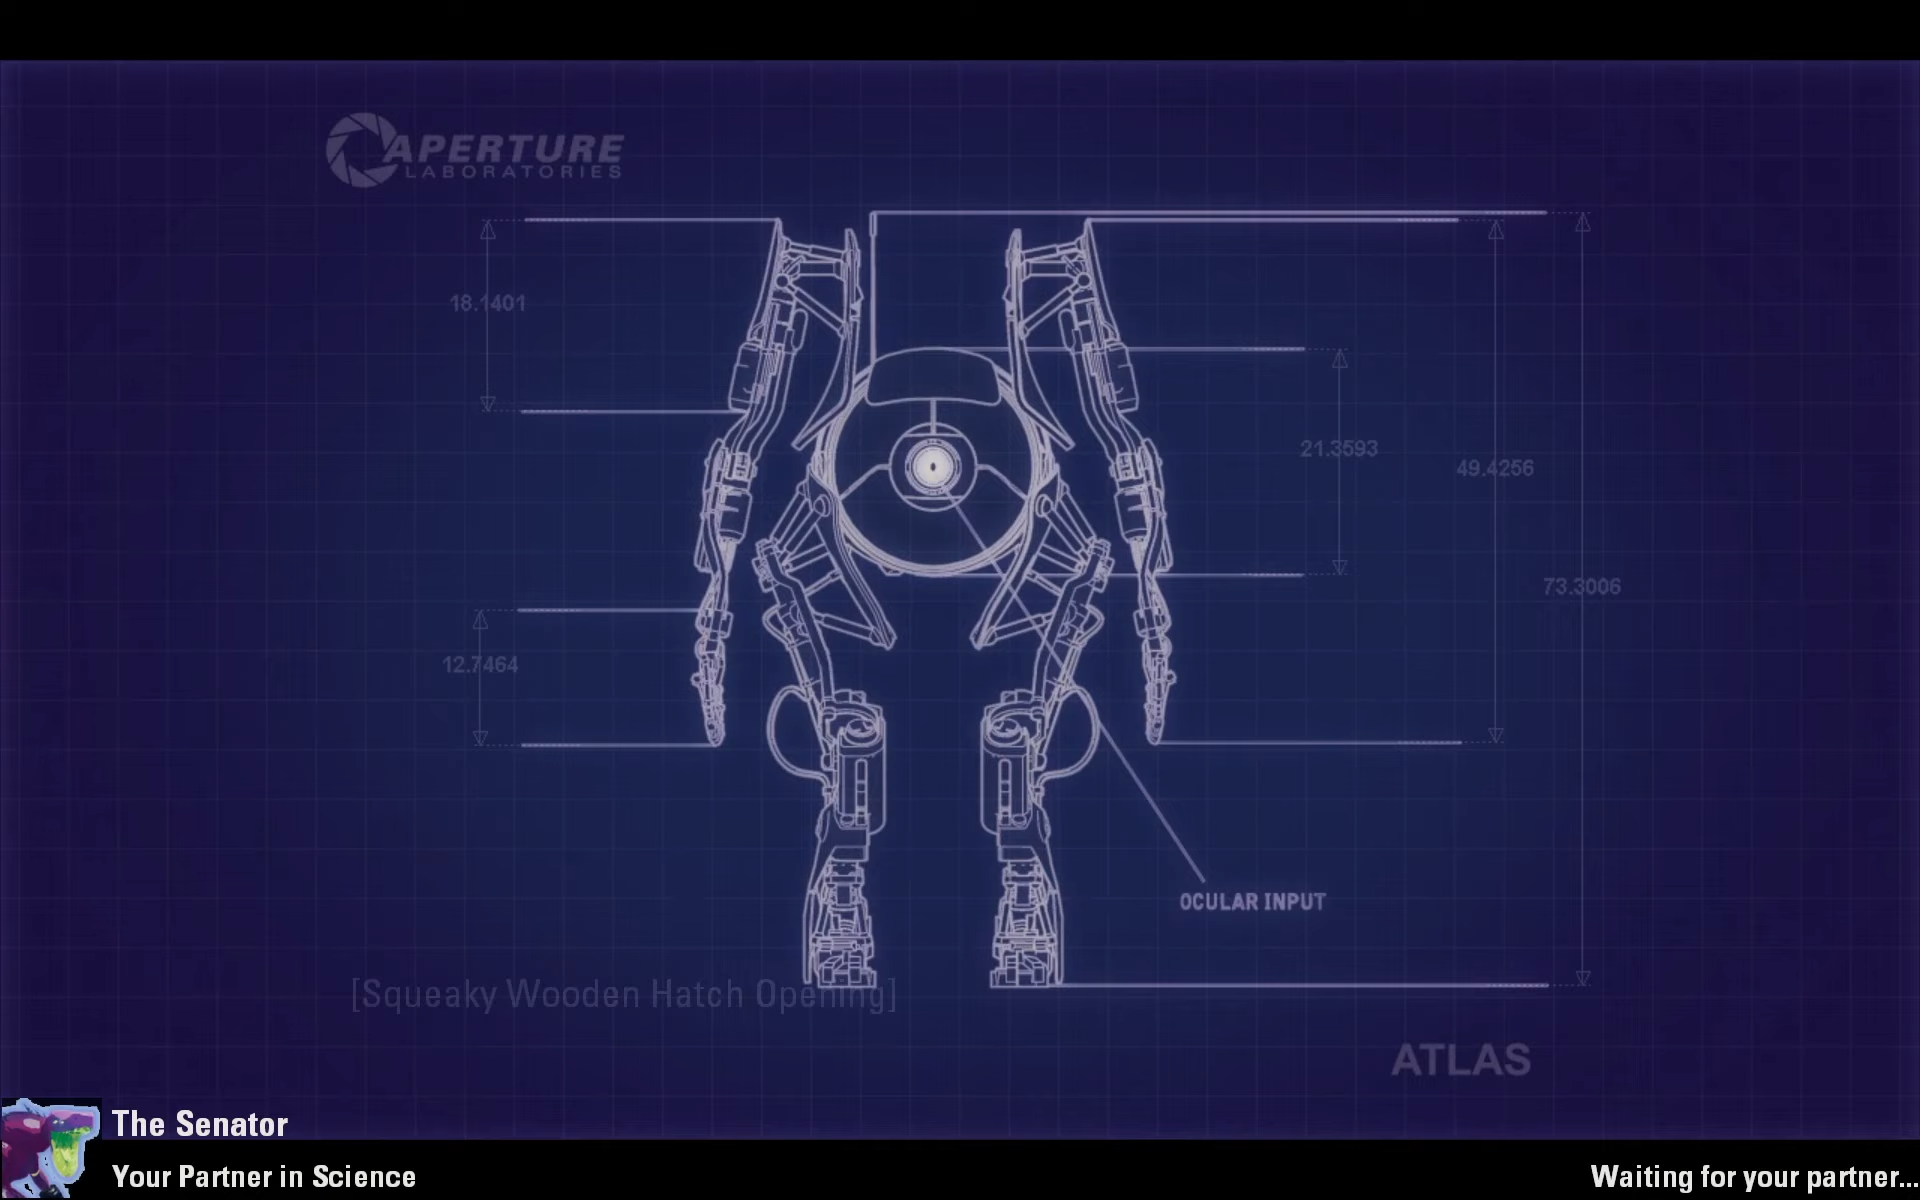 APERTURE
LABORATORIES
18.1401
21.3593
49.4256
73.3006
12.7464
OCULAR INPUT
[Squeaky Wooden Hatch Opening]
ATLAS
The Senator
Your Partner in Science
Waiting for your partner...